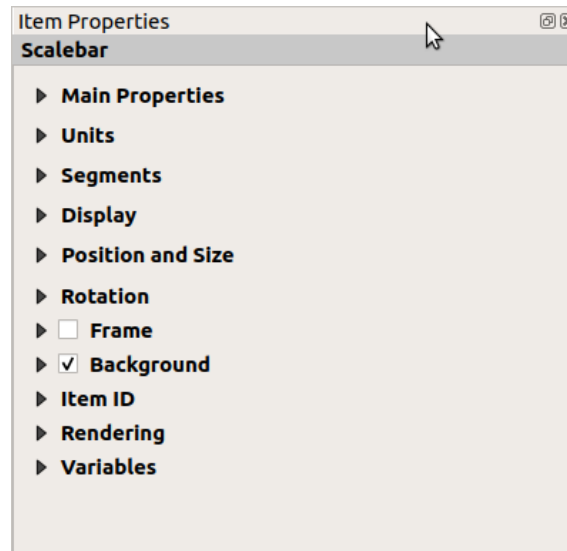 Item Properties
Scalebar
Main Properties
Units
Segments
Display
Position and Size
Rotation
Frame
Background
Item ID
Rendering
Variables